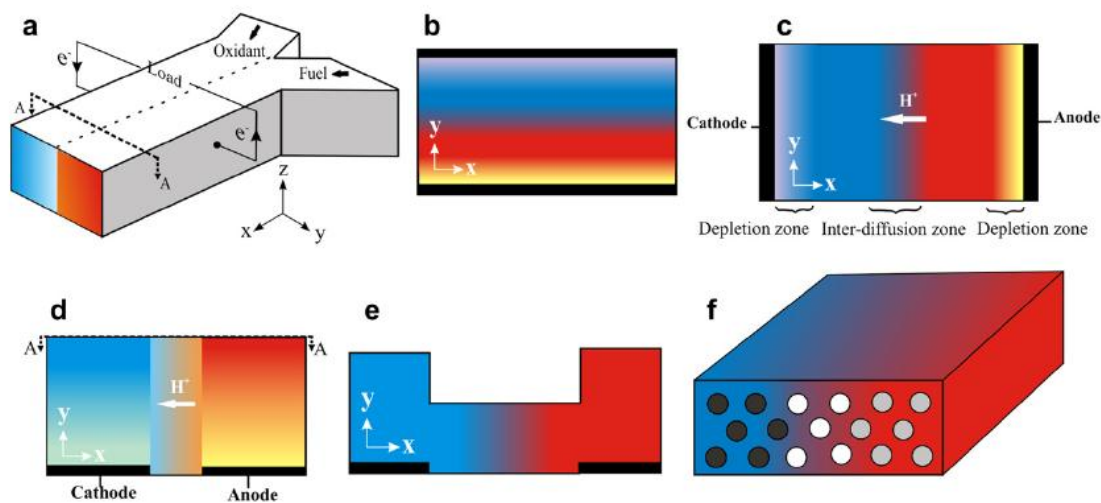 a
Oxidant
Fuel
Load
e-
e-
A
A
z
x
y
b
y
x
c
H+
Cathode
Anode
y
x
Depletion zone
Inter-diffusion zone
Depletion zone
d
A
A
H+
y
x
Cathode
Anode
e
y
x
f